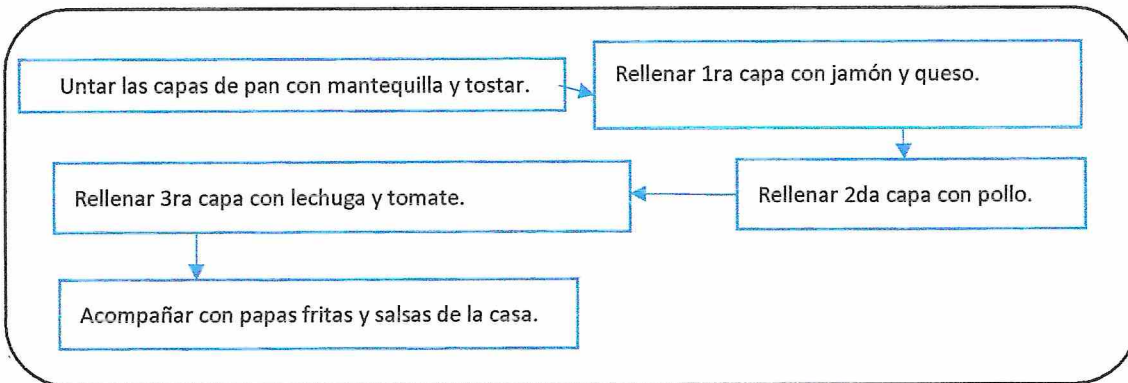 Untar las capas de pan con mantequilla y tostar.
Rellenar 1ra capa con jamón y queso.
Rellenar 2da capa con pollo.
Rellenar 3ra capa con lechuga y tomate.
Acompañar con papas fritas y salsas de la casa.